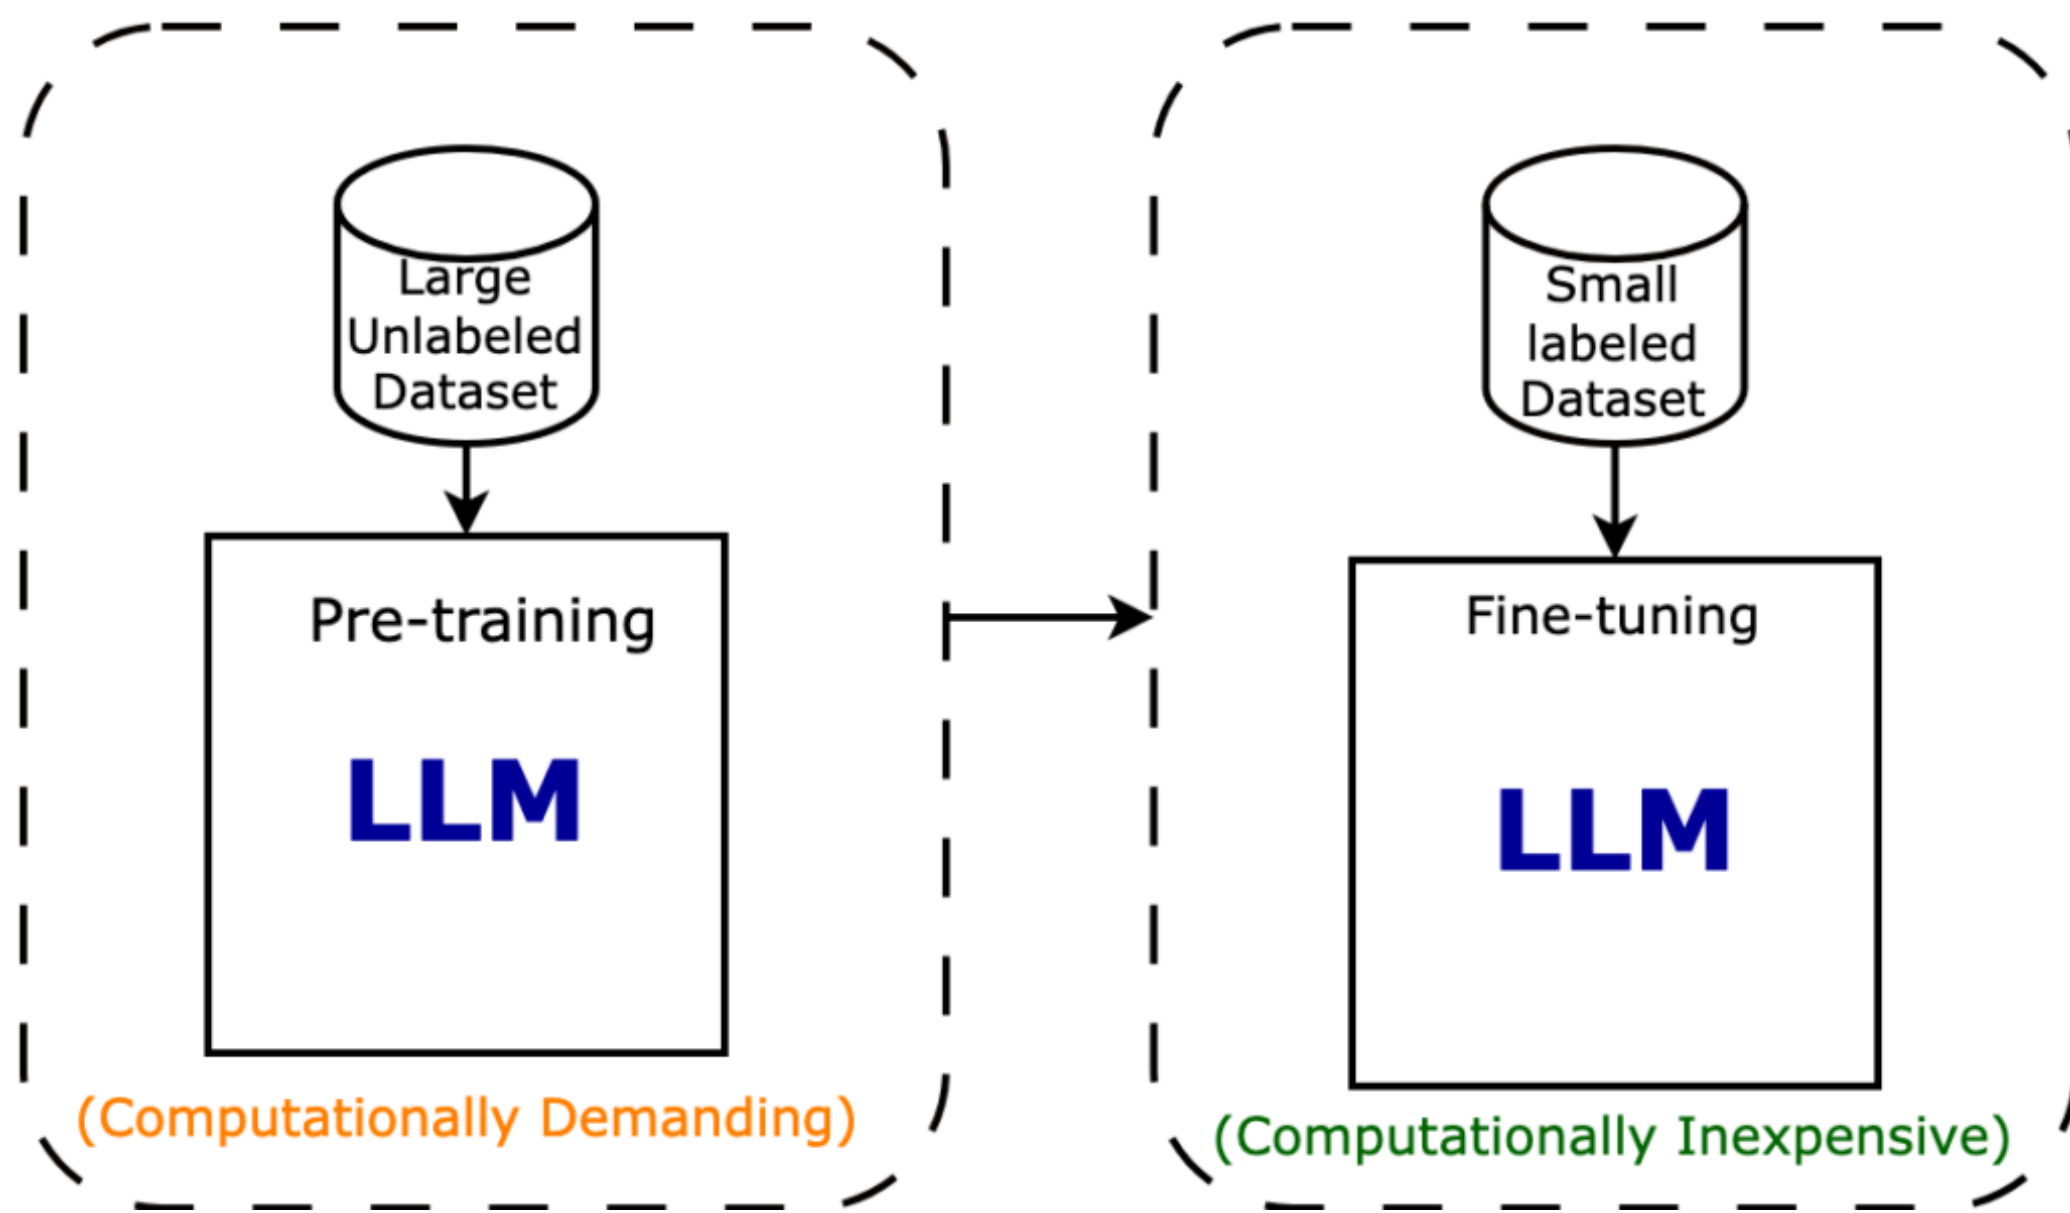 Large
Unlabeled
Dataset
Pre-training
LLM
(Computationally Demanding)
Small
labeled
Dataset
Fine-tuning
LLM
(Computationally Inexpensive)